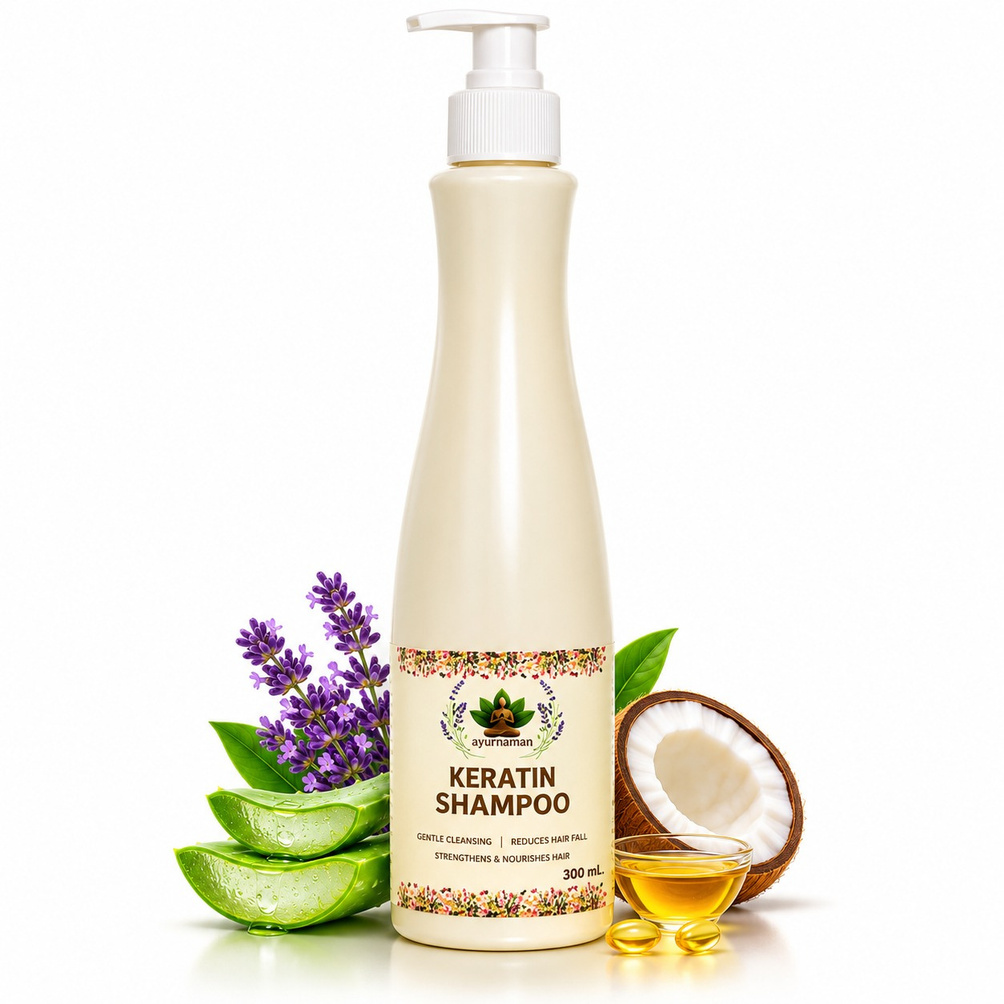 ayurnaman
KERATIN
SHAMPOO
GENTLE CLEANSING | REDUCES HAIR FALL
STRENGTHENS & NOURISHES HAIR
300 mL.